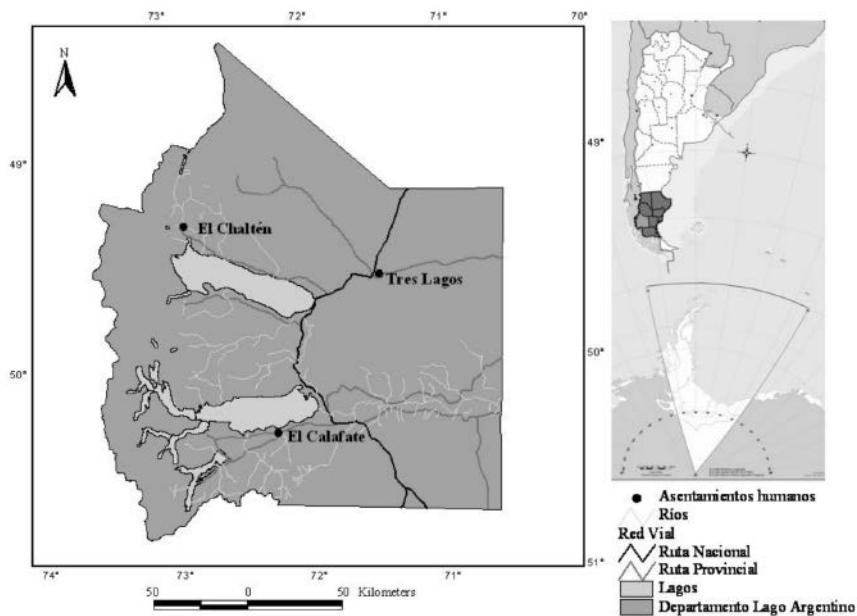 73° 72° 71° 70°
N
49° 49°
El Chaltén
Tres Lagos
50° 50°
El Calafate
51°
74° 73° 72° 71°
50 0 50 Kilometers
Asentamientos humanos
Ríos
Red Vial
Ruta Nacional
Ruta Provincial
Lagos
Departamento Lago Argentino